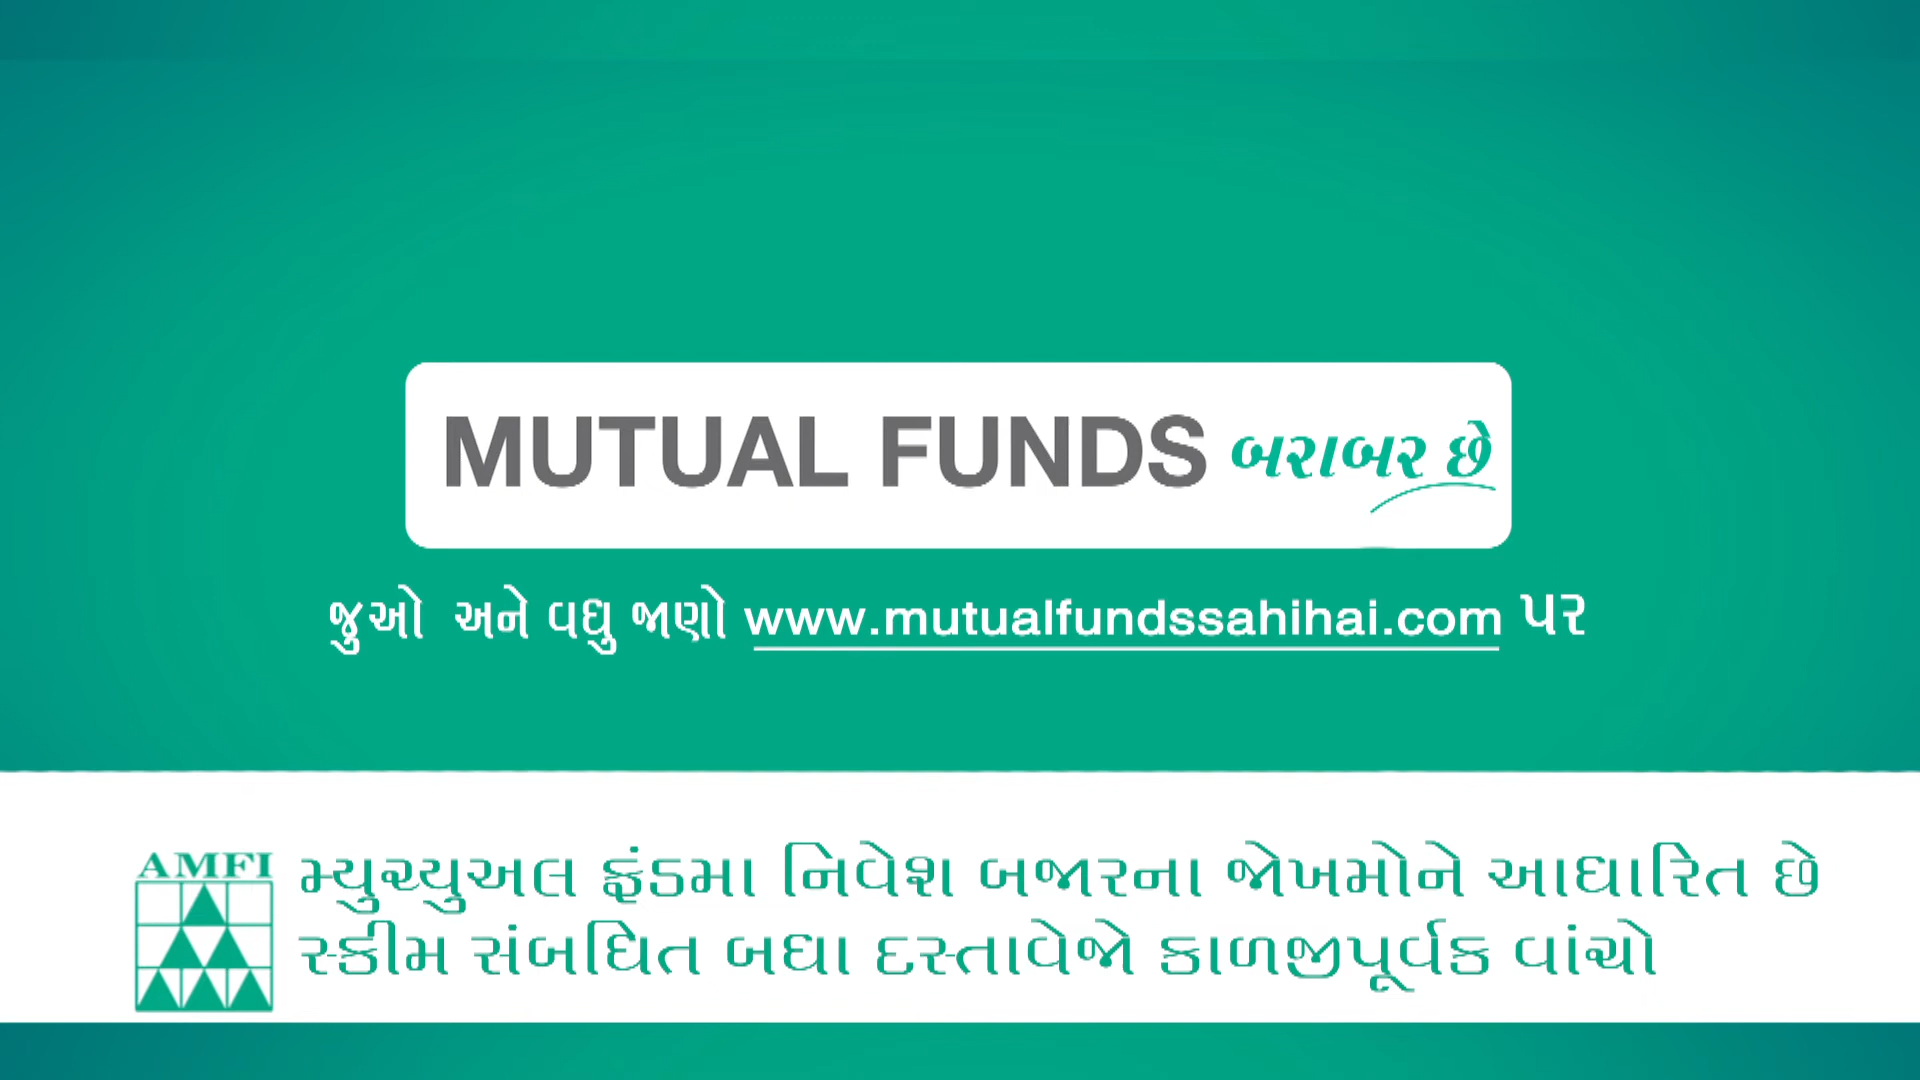 MUTUAL FUNDS બરાબર છે
જુઓ અને વધુ જાણો www.mutualfundssahihai.com પર
AMFI
મ્યુચ્યુઅલ ફંડમા નિવેશ બજારના જોખમોને આધારિત છે
સ્કીમ સંબધિત બધા દસ્તાવેજો કાળજીપૂર્વક વાંચો